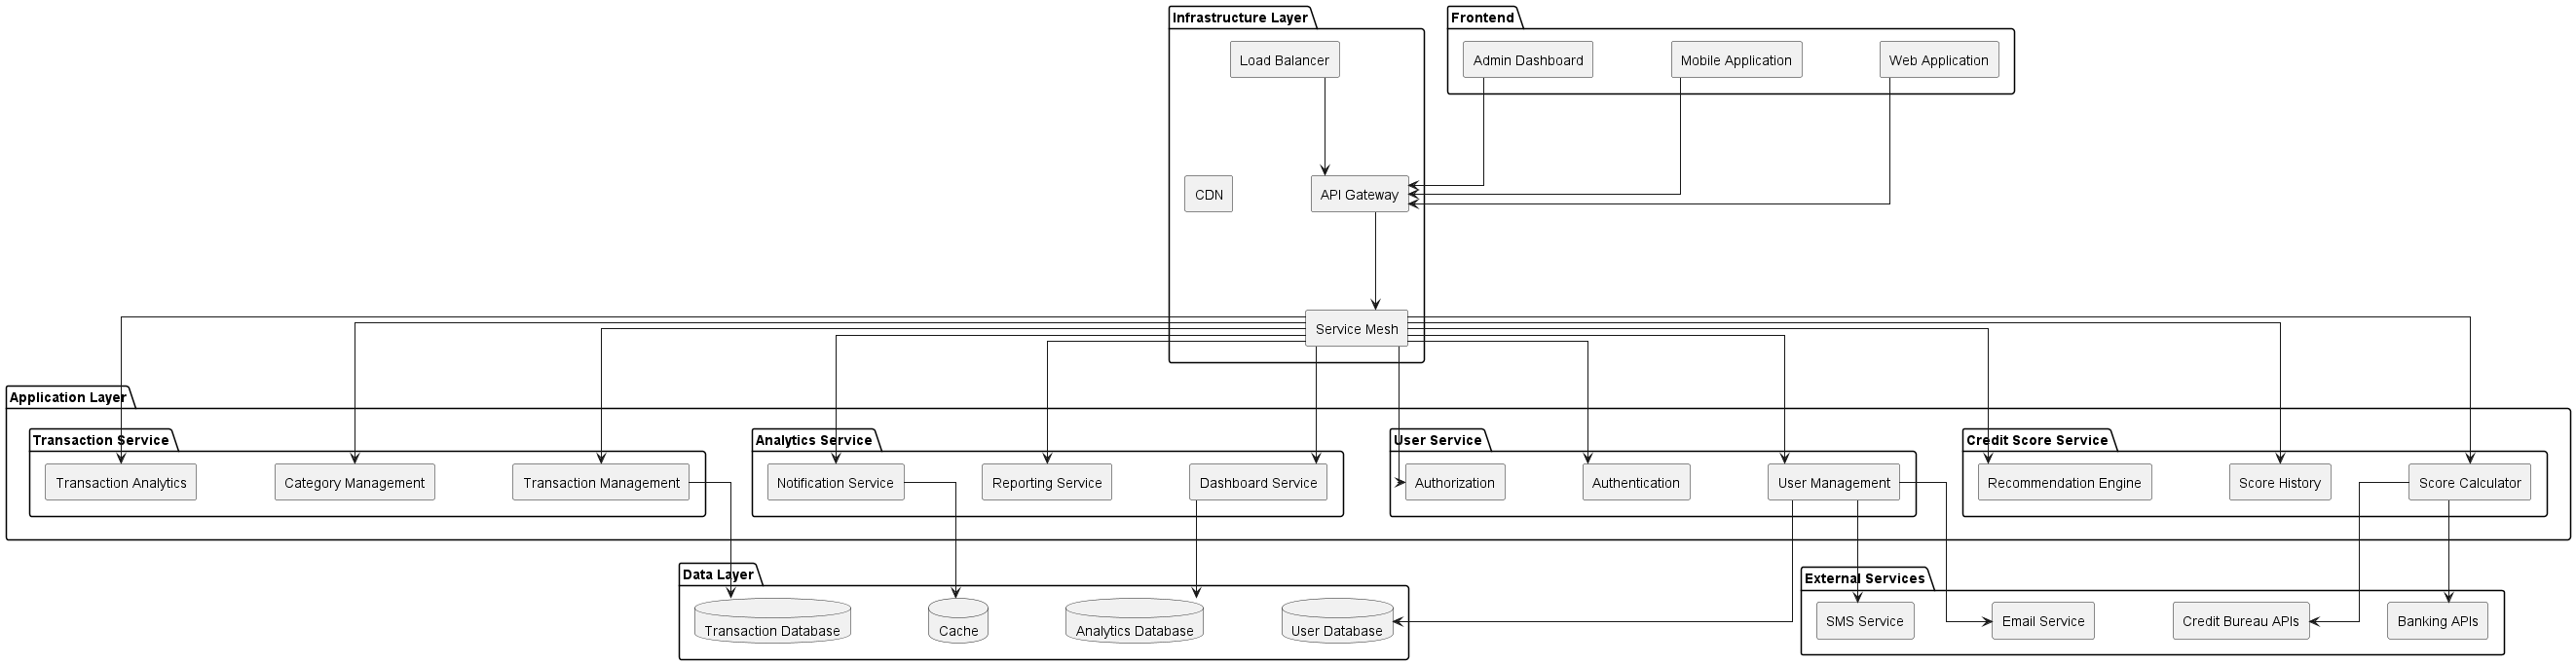 Infrastructure Layer
Frontend
Load Balancer
Admin Dashboard
Mobile Application
Web Application
CDN
API Gateway
Service Mesh
Application Layer
Transaction Service
Analytics Service
User Service
Credit Score Service
Transaction Analytics
Category Management
Transaction Management
Notification Service
Reporting Service
Dashboard Service
Authorization
Authentication
User Management
Recommendation Engine
Score History
Score Calculator
Data Layer
External Services
Transaction Database
Cache
Analytics Database
User Database
SMS Service
Email Service
Credit Bureau APIs
Banking APIs